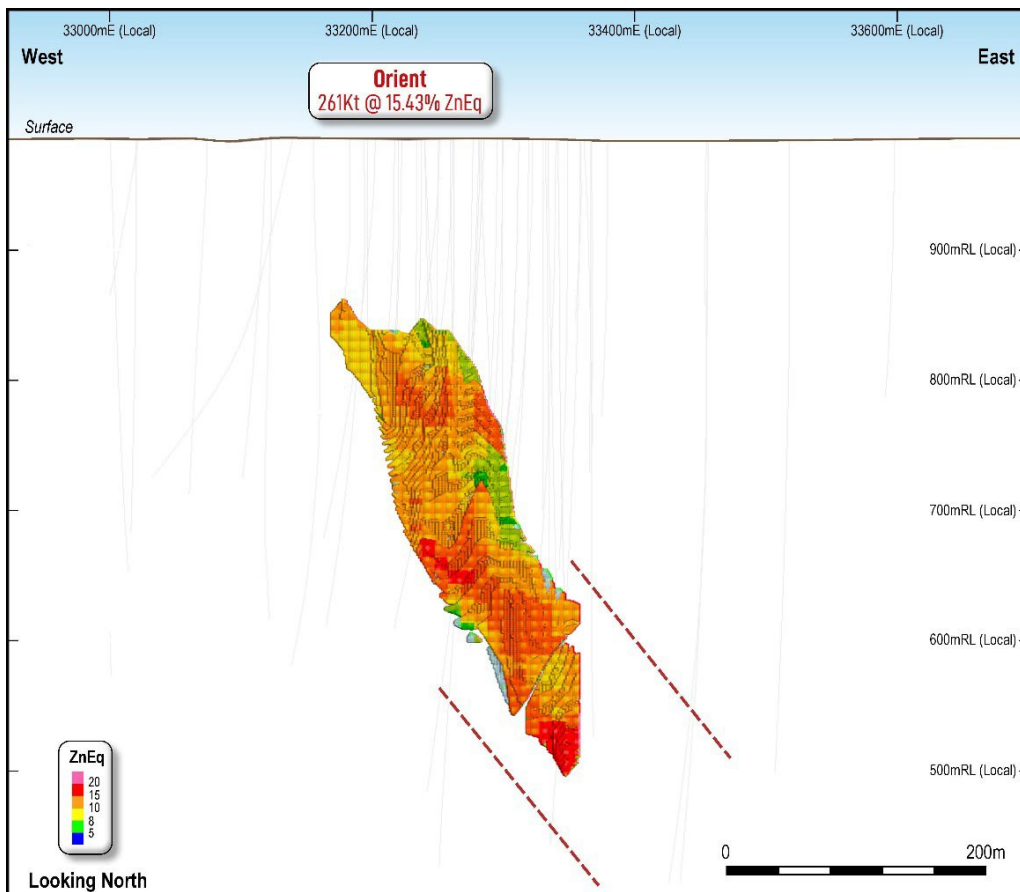 33000mE (Local)
33200mE (Local)
33400mE (Local)
33600mE (Local)
West
East
Orient
261Kt @ 15.43% ZnEq
Surface
900mRL (Local)
800mRL (Local)
700mRL (Local)
600mRL (Local)
500mRL (Local)
ZnEq
20
15
10
8
5
0
200m
Looking North